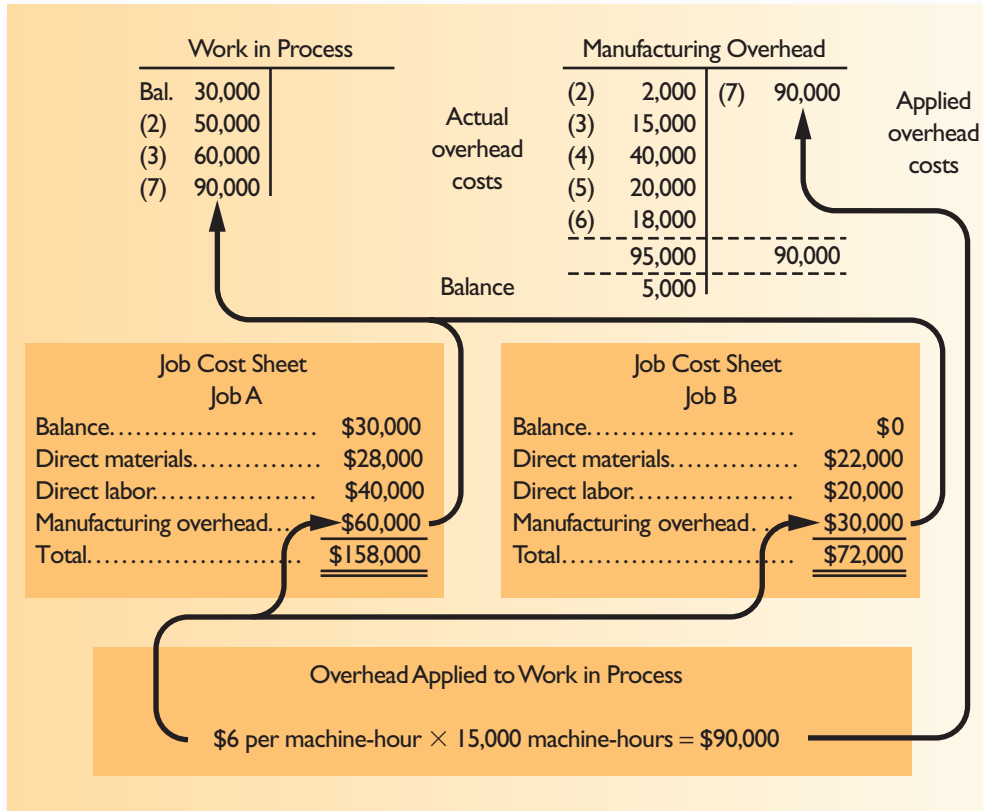 Work in Process
Bal. 30,000
(2) 50,000
(3) 60,000
(7) 90,000
Actual
overhead
costs
Manufacturing Overhead
(2) 2,000 (7) 90,000
(3) 15,000
(4) 40,000
(5) 20,000
(6) 18,000
95,000 90,000
Balance 5,000
Applied
overhead
costs
Job Cost Sheet
Job A
Balance....................... $30,000
Direct materials............... $28,000
Direct labor................... $40,000
Manufacturing overhead... $60,000
Total......................... $158,000
Job Cost Sheet
Job B
Balance....................... $0
Direct materials............... $22,000
Direct labor................... $20,000
Manufacturing overhead... $30,000
Total......................... $72,000
Overhead Applied to Work in Process
$6 per machine-hour × 15,000 machine-hours = $90,000